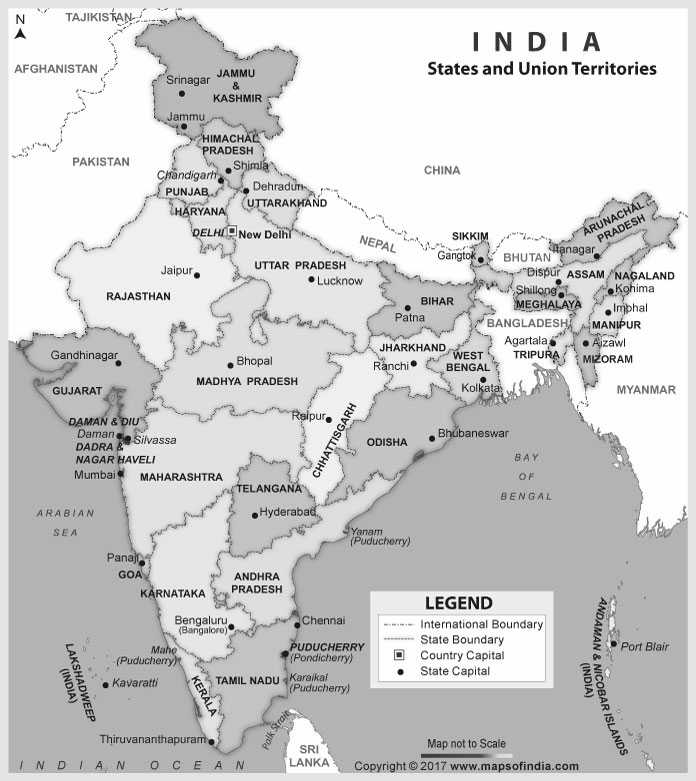 TAJIKISTAN
N
INDIA
States and Union Territories
AFGHANISTAN
JAMMU
&
KASHMIR
Srinagar
Jammu
HIMACHAL
PRADESH
PAKISTAN
Shimla
CHINA
Chandigarh
PUNJAB
Dehradun
UTTARAKHAND
HARYANA
ARUNACHAL
PRADESH
DELHI
New Delhi
NEPAL
SIKKIM
Gangtok
BHUTAN
Itanagar
Jaipur
RAJASTHAN
UTTAR PRADESH
Lucknow
Dispur
ASSAM
NAGALAND
Kohima
Shillong
MEGHALAYA
BIHAR
Patna
Imphal
MANIPUR
BANGLADESH
Gandhinagar
GUJARAT
Bhopal
MADHYA PRADESH
JHARKHAND
Ranchi
WEST
BENGAL
Kolkata
Agartala
TRIPURA
Aizawl
MIZORAM
MYANMAR
DAMAN & DIU
Daman
Silvassa
DADRA &
NAGAR HAVELI
Mumbai
MAHARASHTRA
Raipur
CHHATTISGARH
ODISHA
Bhubaneswar
BAY
OF
BENGAL
TELANGANA
Hyderabad
ARABIAN
SEA
Yanam
(Puducherry)
Panaji
GOA
KARNATAKA
ANDHRA
PRADESH
Bengaluru
(Bangalore)
Chennai
LEGEND
International Boundary
State Boundary
Country Capital
State Capital
ANDAMAN & NICOBAR ISLANDS
(INDIA)
Port Blair
LAKSHADWEEP
(INDIA)
Kavaratti
Mahe
(Puducherry)
PUDUCHERRY
(Pondicherry)
KERALA
TAMIL NADU
Karaikal
(Puducherry)
Palk Strait
Thiruvananthapuram
SRI
LANKA
Map not to Scale
INDIAN OCEAN
Copyright © 2017 www.mapsofindia.com